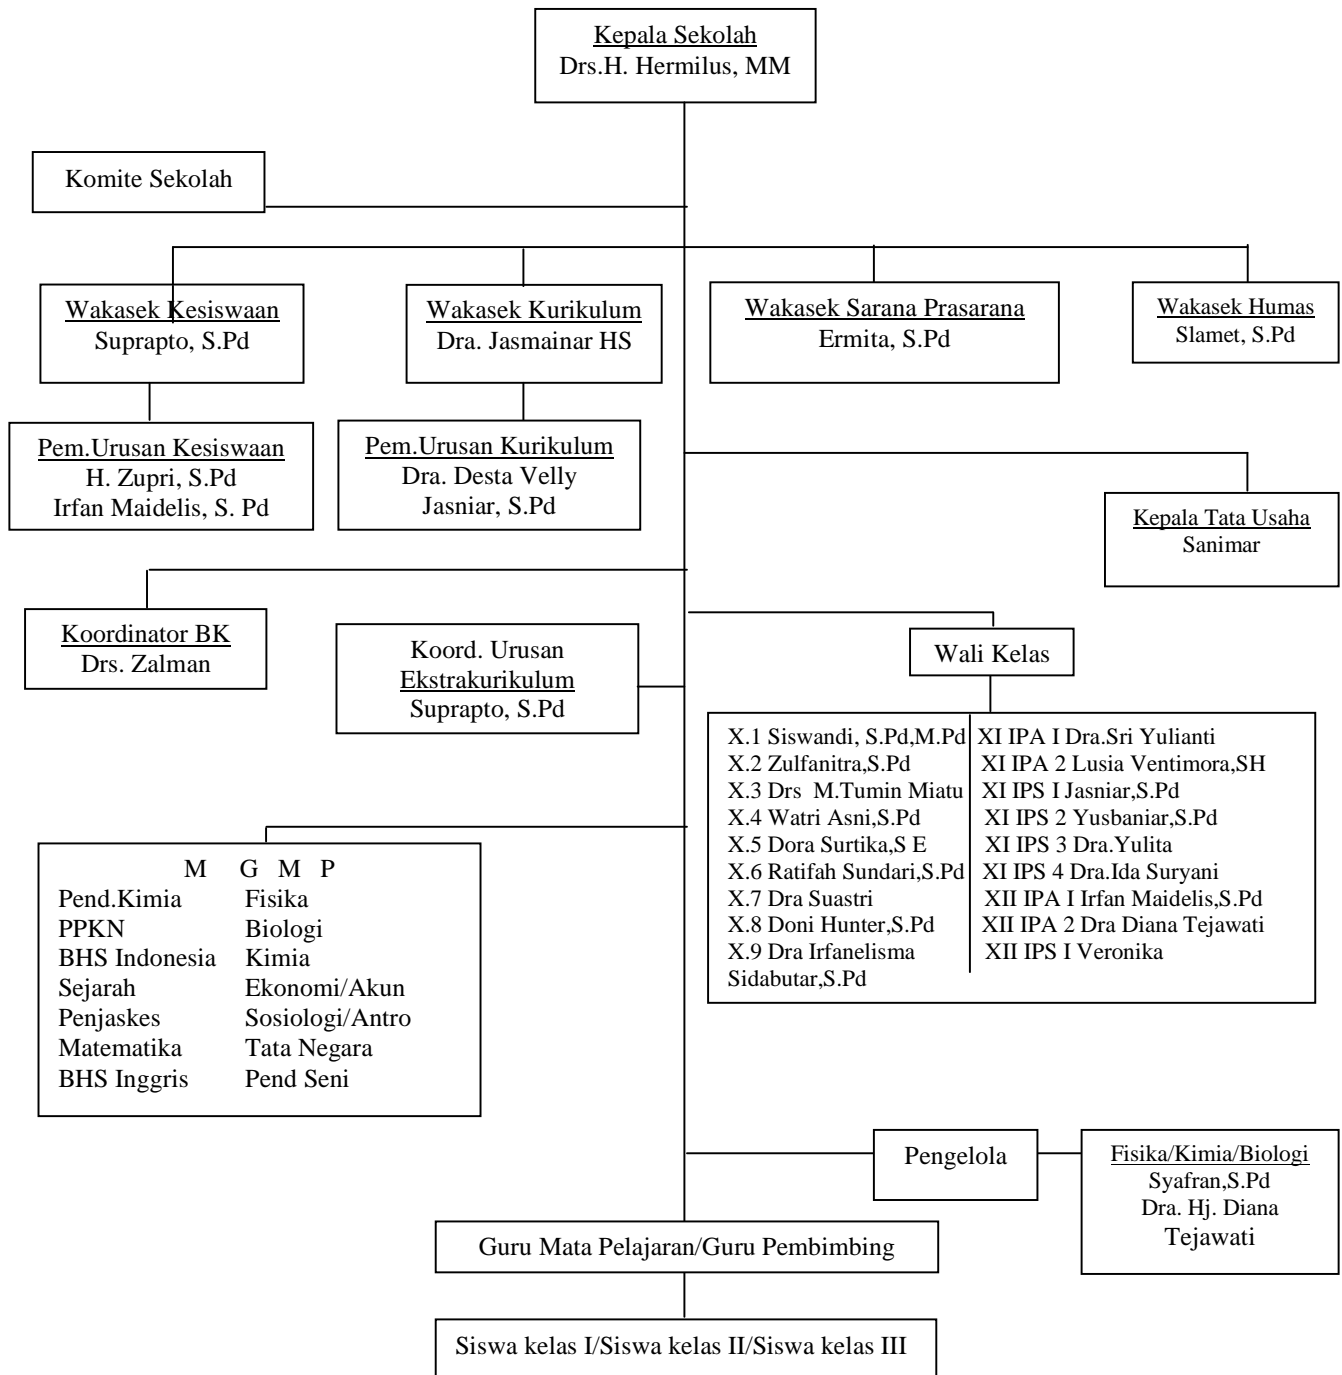 Kepala Sekolah
Drs.H. Hermilus, MM
Komite Sekolah
Wakasek Kesiswaan
Suprapto, S.Pd
Wakasek Kurikulum
Dra. Jasmainar HS
Wakasek Sarana Prasarana
Ermita, S.Pd
Wakasek Humas
Slamet, S.Pd
Pem.Urusan Kesiswaan
H. Zupri, S.Pd
Irfan Maidelis, S. Pd
Pem.Urusan Kurikulum
Dra. Desta Velly
Jasniar, S.Pd
Kepala Tata Usaha
Sanimar
Koordinator BK
Drs. Zalman
Koord. Urusan
Ekstrakurikulum
Suprapto, S.Pd
Wali Kelas
X.1 Siswandi, S.Pd,M.Pd
X.2 Zulfanitra,S.Pd
X.3 Drs  M.Tumin Miatu
X.4 Watri Asni,S.Pd
X.5 Dora Surtika,S E
X.6 Ratifah Sundari,S.Pd
X.7 Dra Suastri
X.8 Doni Hunter,S.Pd
X.9 Dra Irfanelisma
Sidabutar,S.Pd
XI IPA I Dra.Sri Yulianti
XI IPA 2 Lusia Ventimora,SH
XI IPS I Jasniar,S.Pd
XI IPS 2 Yusbaniar,S.Pd
XI IPS 3 Dra.Yulita
XI IPS 4 Dra.Ida Suryani
XII IPA I Irfan Maidelis,S.Pd
XII IPA 2 Dra Diana Tejawati
XII IPS I Veronika
M G M P
Pend.Kimia Fisika
PPKN Biologi
BHS Indonesia Kimia
Sejarah Ekonomi/Akun
Penjaskes Sosiologi/Antro
Matematika Tata Negara
BHS Inggris Pend Seni
Pengelola
Fisika/Kimia/Biologi
Syafran,S.Pd
Dra. Hj. Diana
Tejawati
Guru Mata Pelajaran/Guru Pembimbing
Siswa kelas I/Siswa kelas II/Siswa kelas III